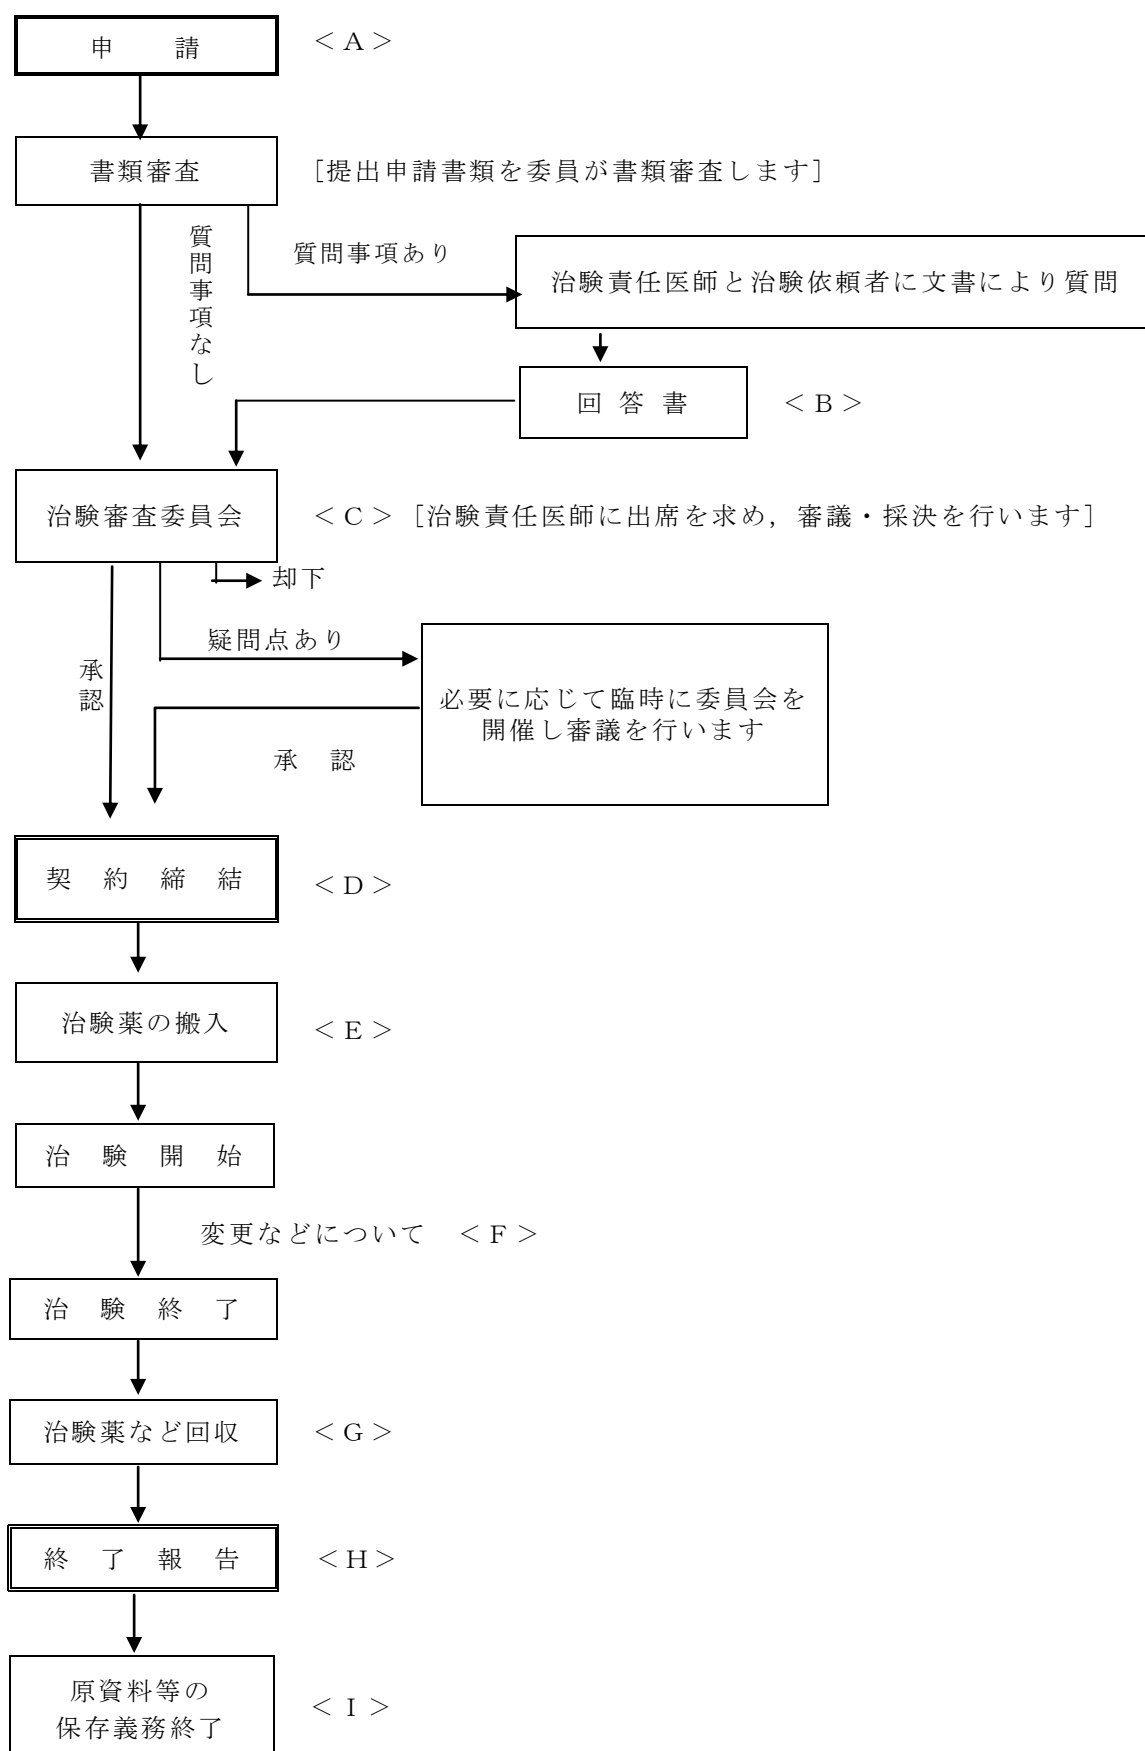 申 請 ＜A＞
書類審査 ［提出申請書類を委員が書類審査します］
質問事項なし
質問事項あり
治験責任医師と治験依頼者に文書により質問
回 答 書 ＜B＞
治験審査委員会 ＜C＞［治験責任医師に出席を求め，審議・採決を行います］
却下
疑問点あり
承認
必要に応じて臨時に委員会を
開催し審議を行います
承 認
契 約 締 結 ＜D＞
治験薬の搬入 ＜E＞
治 験 開 始
変更などについて ＜F＞
治 験 終 了
治験薬など回収 ＜G＞
終 了 報 告 ＜H＞
原資料等の
保存義務終了 ＜I＞